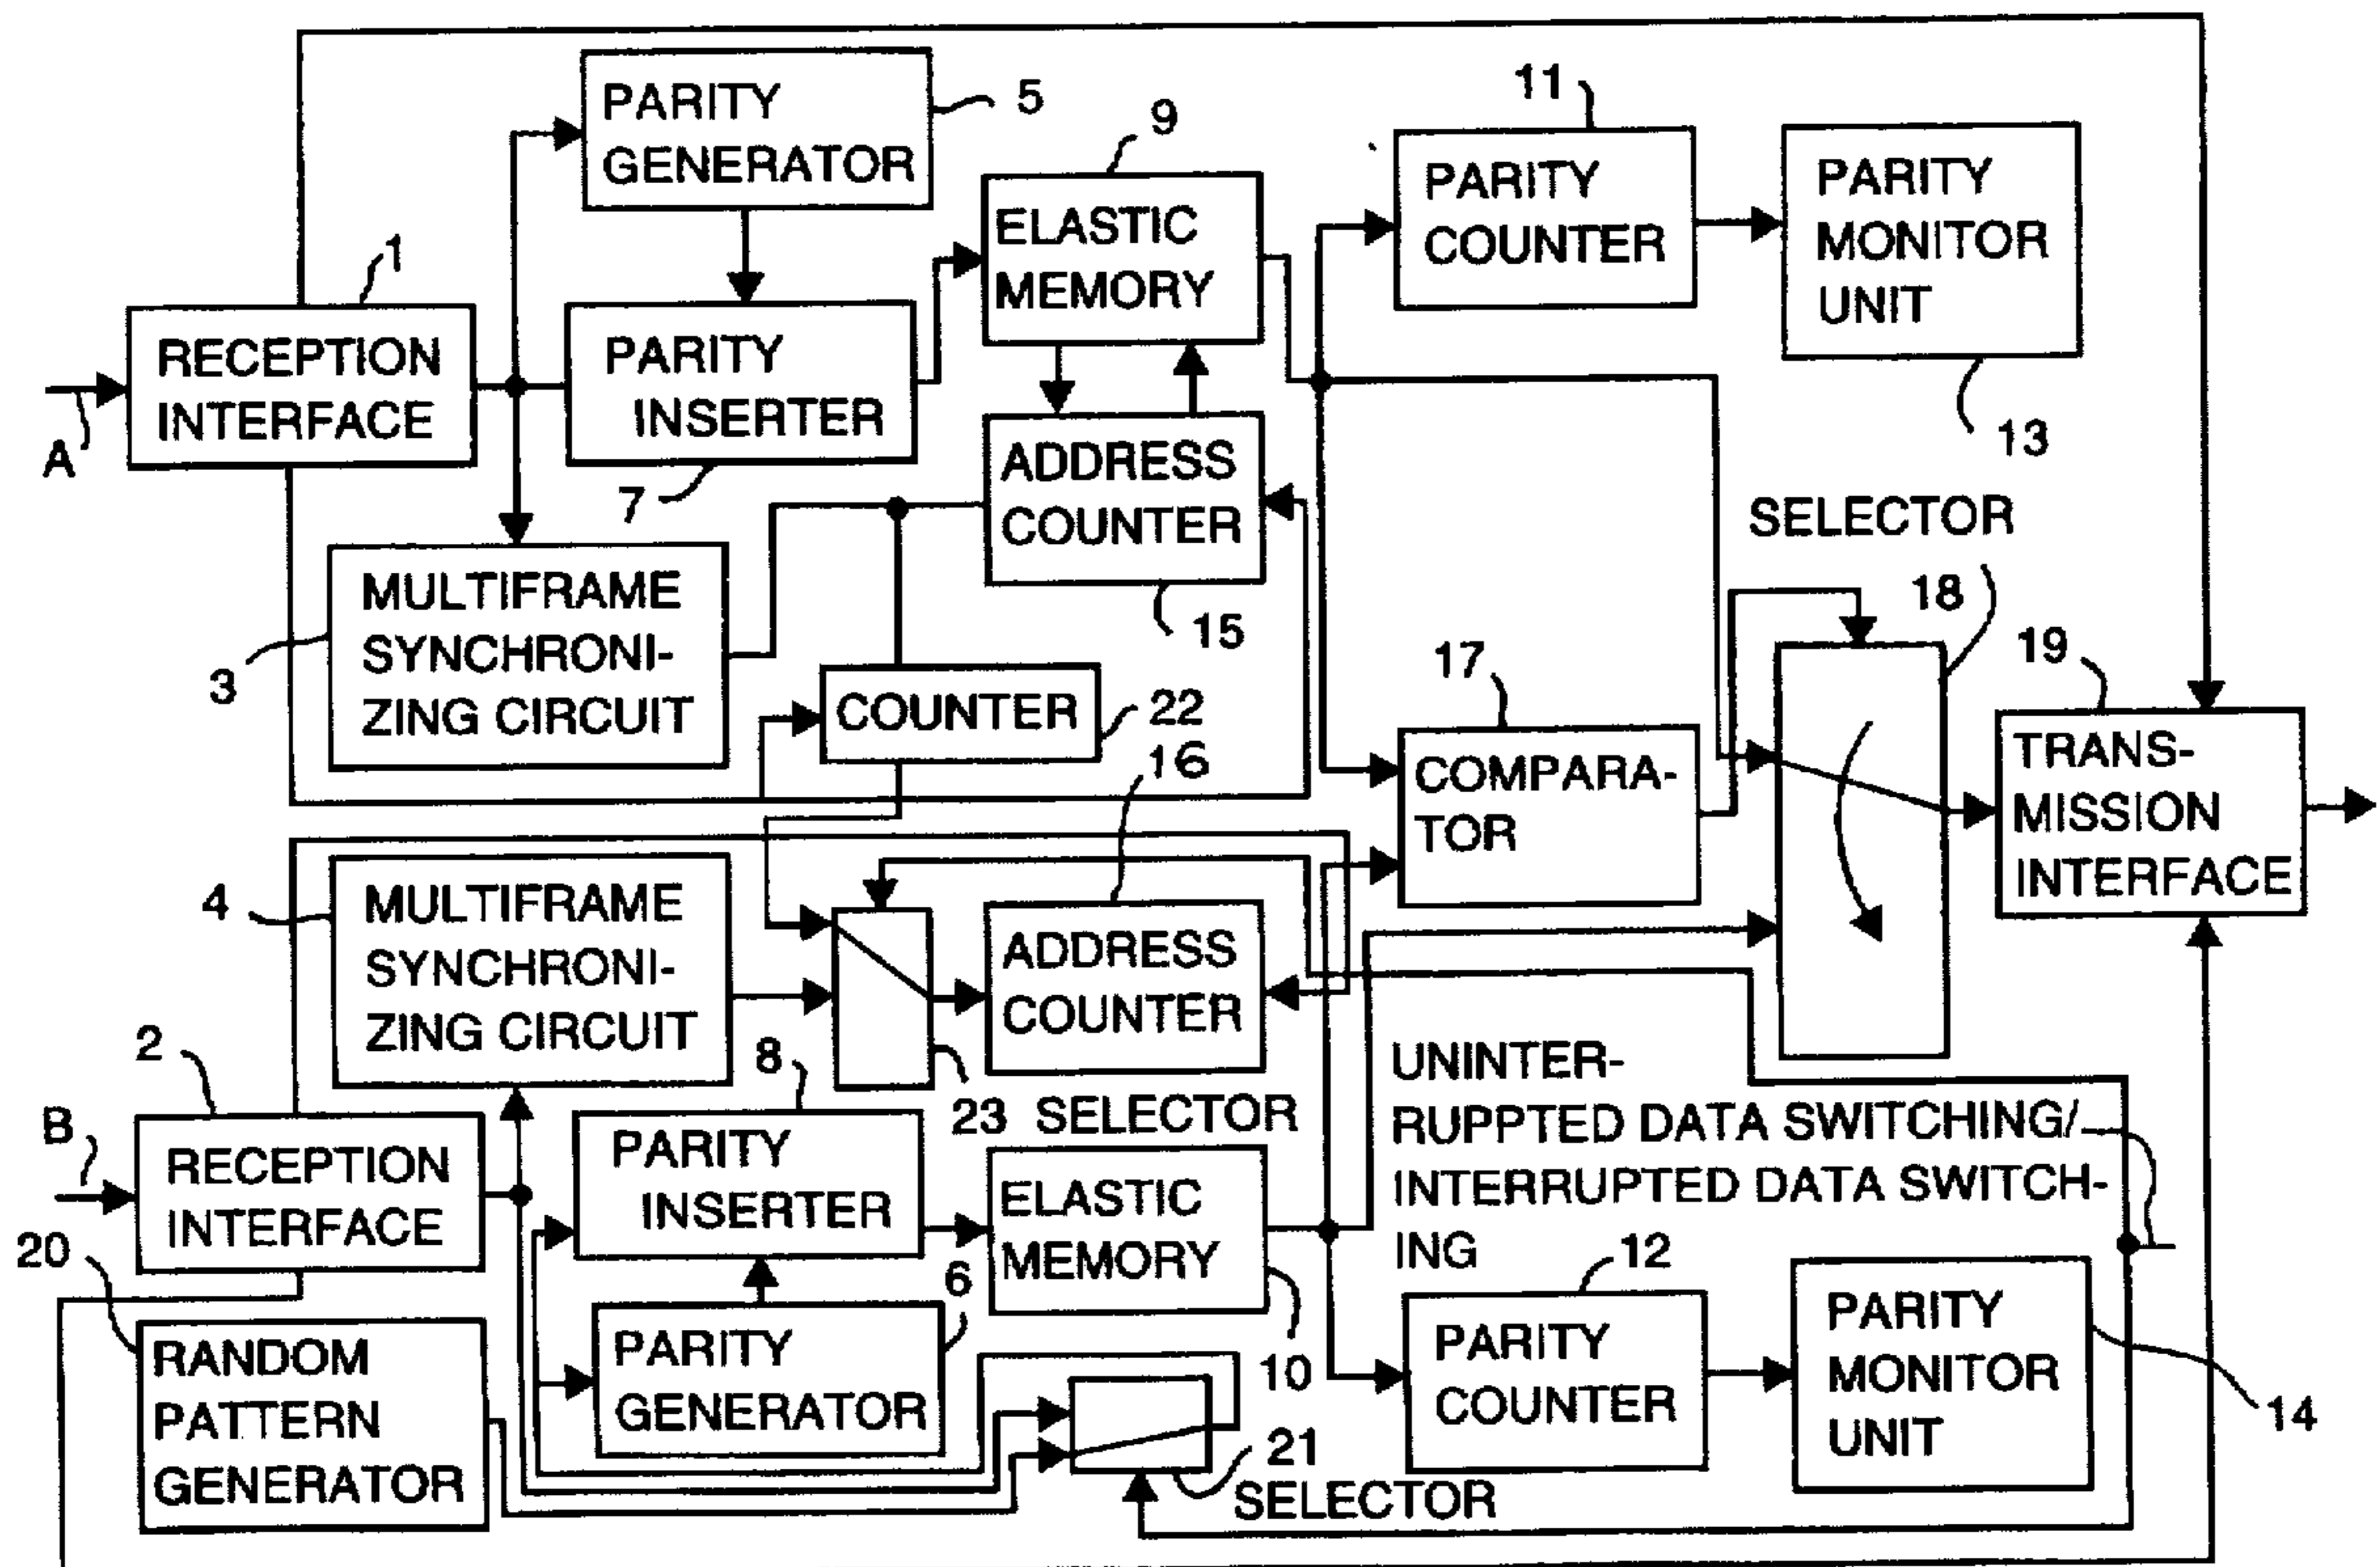 PARITY
GENERATOR
5
9
ELASTIC
MEMORY
11
PARITY
COUNTER
PARITY
MONITOR
UNIT
13
1
RECEPTION
INTERFACE
A
PARITY
INSERTER
7
ADDRESS
COUNTER
15
SELECTOR
18
MULTIFRAME
SYNCHRONI-
ZING CIRCUIT
3
COUNTER
22
16
17
COMPARA-
TOR
19
TRANS-
MISSION
INTERFACE
4
MULTIFRAME
SYNCHRONI-
ZING CIRCUIT
ADDRESS
COUNTER
23 SELECTOR
2
B
RECEPTION
INTERFACE
8
PARITY
INSERTER
ELASTIC
MEMORY
10
UNINTER-
RUPPTED DATA SWITCHING/
INTERRUPTED DATA SWITCH-
ING
20
RANDOM
PATTERN
GENERATOR
6
PARITY
GENERATOR
21
SELECTOR
12
PARITY
COUNTER
PARITY
MONITOR
UNIT
14